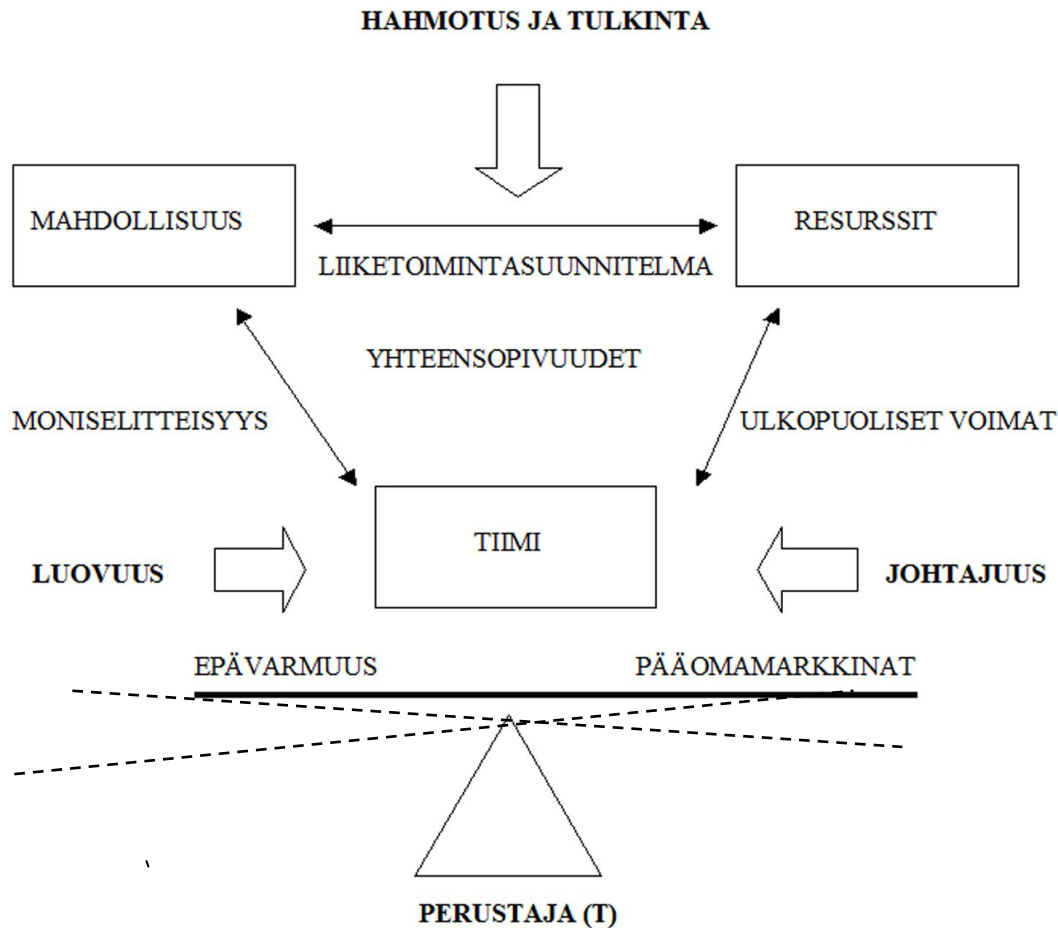 HAHMOTUS JA TULKINTA
MAHDOLLISUUS
RESURSSIT
LIIKETOIMINTASUUNNITELMA
YHTEENSOPIVUUDET
MONISELITTEISYYS
ULKOPUOLISET VOIMAT
TIIMI
LUOVUUS
JOHTAJUUS
EPÄVARMUUS
PÄÄOMAMARKKINAT
PERUSTAJA (T)